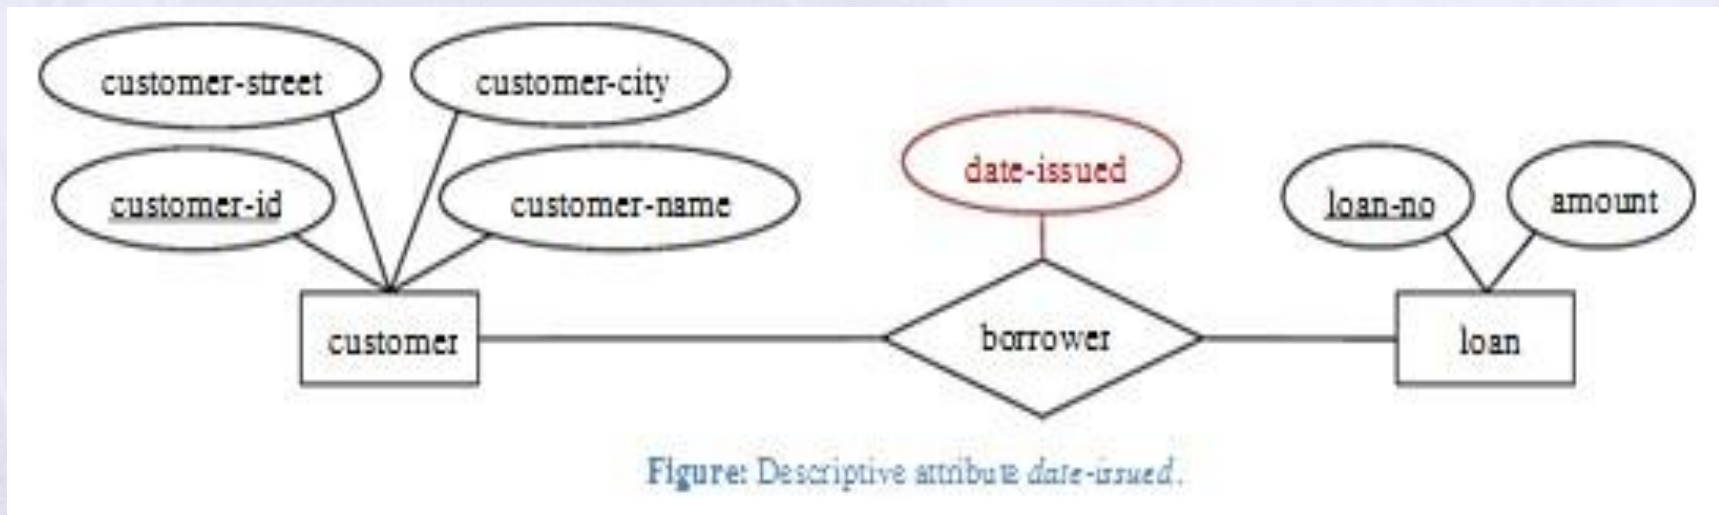 customer-street
customer-city
customer-id
customer-name
date-issued
loan-no
amount
customer
borrower
loan
Figure: Descriptive attribute date-issued.